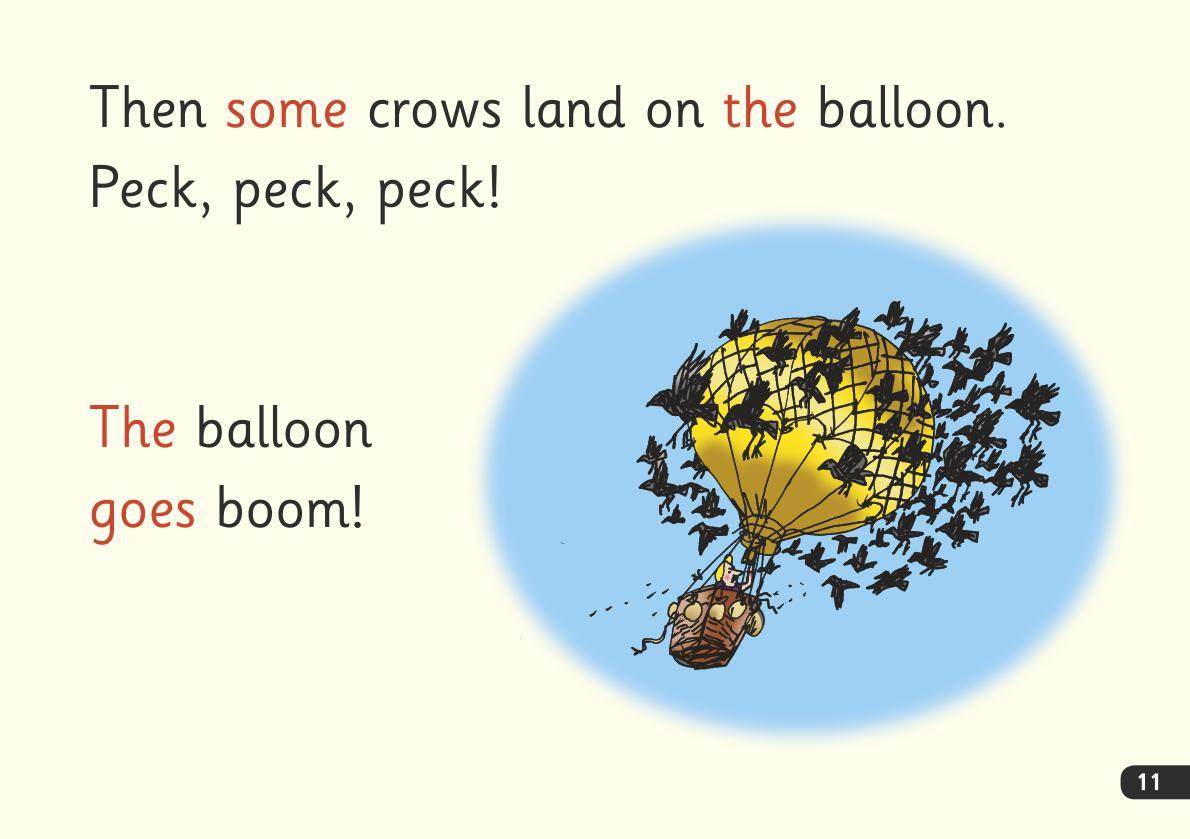 Then some crows land on the balloon.
Peck, peck, peck!
The balloon
goes boom!
11